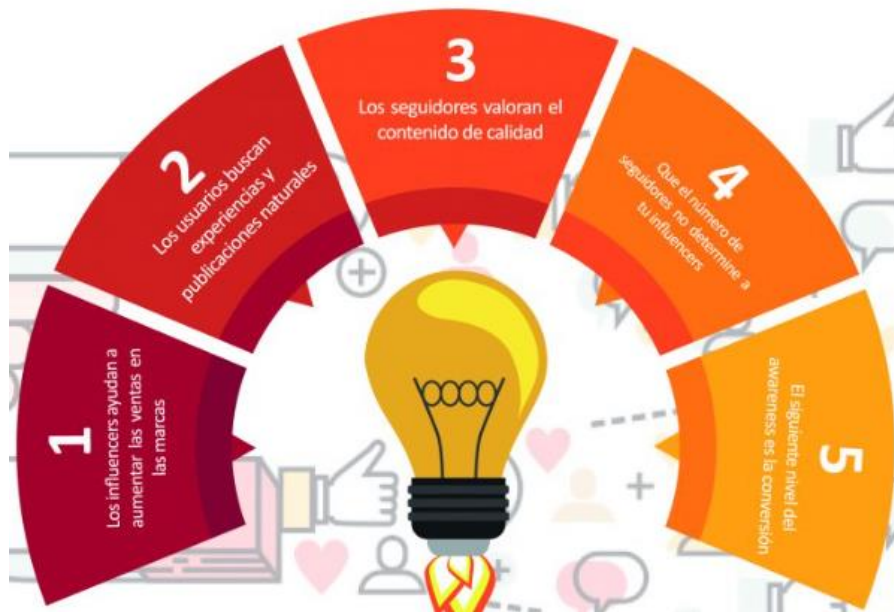 1
Los influencers ayudan a
aumentar las ventas en
las marcas
2
Los usuarios buscan
experiencias y
publicaciones naturales
3
Los seguidores valoran el
contenido de calidad
4
Que el número de
seguidores no determine a
tu influencers
5
El siguiente nivel del
awareness es la conversión